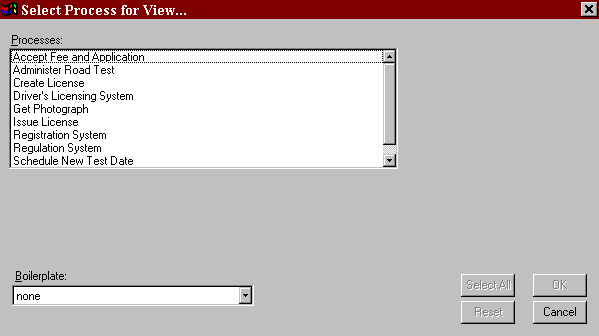 Select Process for View...
Processes:
Accept Fee and Application
Administer Road Test
Create License
Driver's Licensing System
Get Photograph
Issue License
Registration System
Regulation System
Schedule New Test Date
Boilerplate:
none
Select All
OK
Reset
Cancel